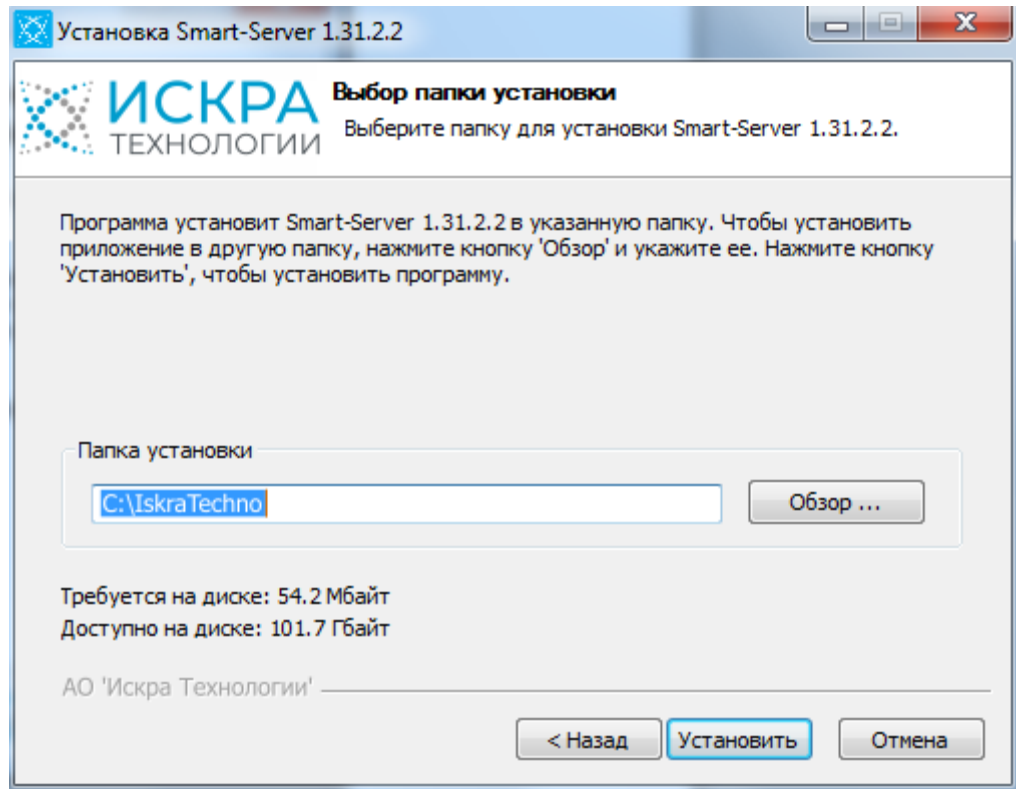 Установка Smart-Server 1.31.2.2
ИСКРА
ТЕХНОЛОГИИ
Выбор папки установки
Выберите папку для установки Smart-Server 1.31.2.2.
Программа установит Smart-Server 1.31.2.2 в указанную папку. Чтобы установить
приложение в другую папку, нажмите кнопку 'Обзор' и укажите ее. Нажмите кнопку
'Установить', чтобы установить программу.
Папка установки
C:\IskraTechno
Обзор ...
Требуется на диске: 54.2 Мбайт
Доступно на диске: 101.7 Гбайт
АО 'Искра Технологии'
< Назад
Установить
Отмена